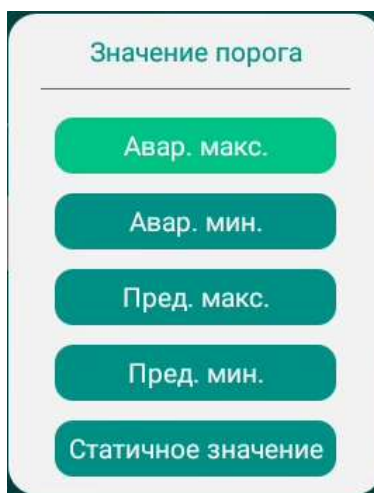 Значение порога
Авар. макс.
Авар. мин.
Пред. макс.
Пред. мин.
Статичное значение